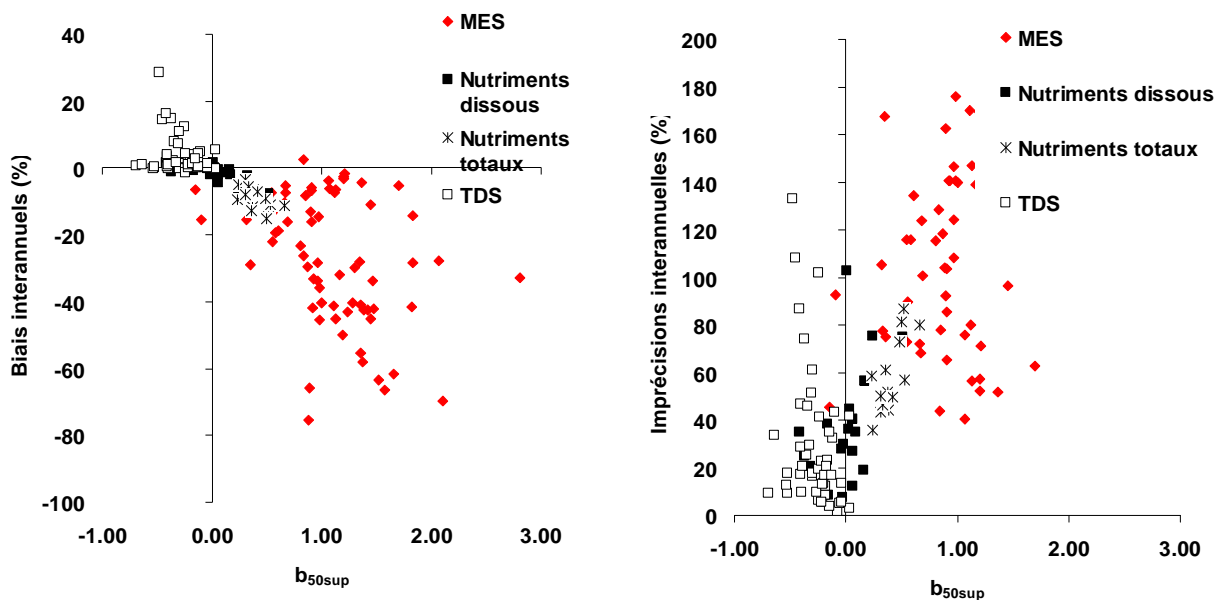 40
20
0
-20
-40
-60
-80
-100
-1.00
0.00
1.00
2.00
3.00
Biais interannuels (%)
b50sup
MES
Nutriments
dissous
Nutriments
totaux
TDS
200
180
160
140
120
100
80
60
40
20
0
-1.00
0.00
1.00
2.00
3.00
Imprécisions interannuelles (%)
b50sup
MES
Nutriments dissous
Nutriments totaux
TDS